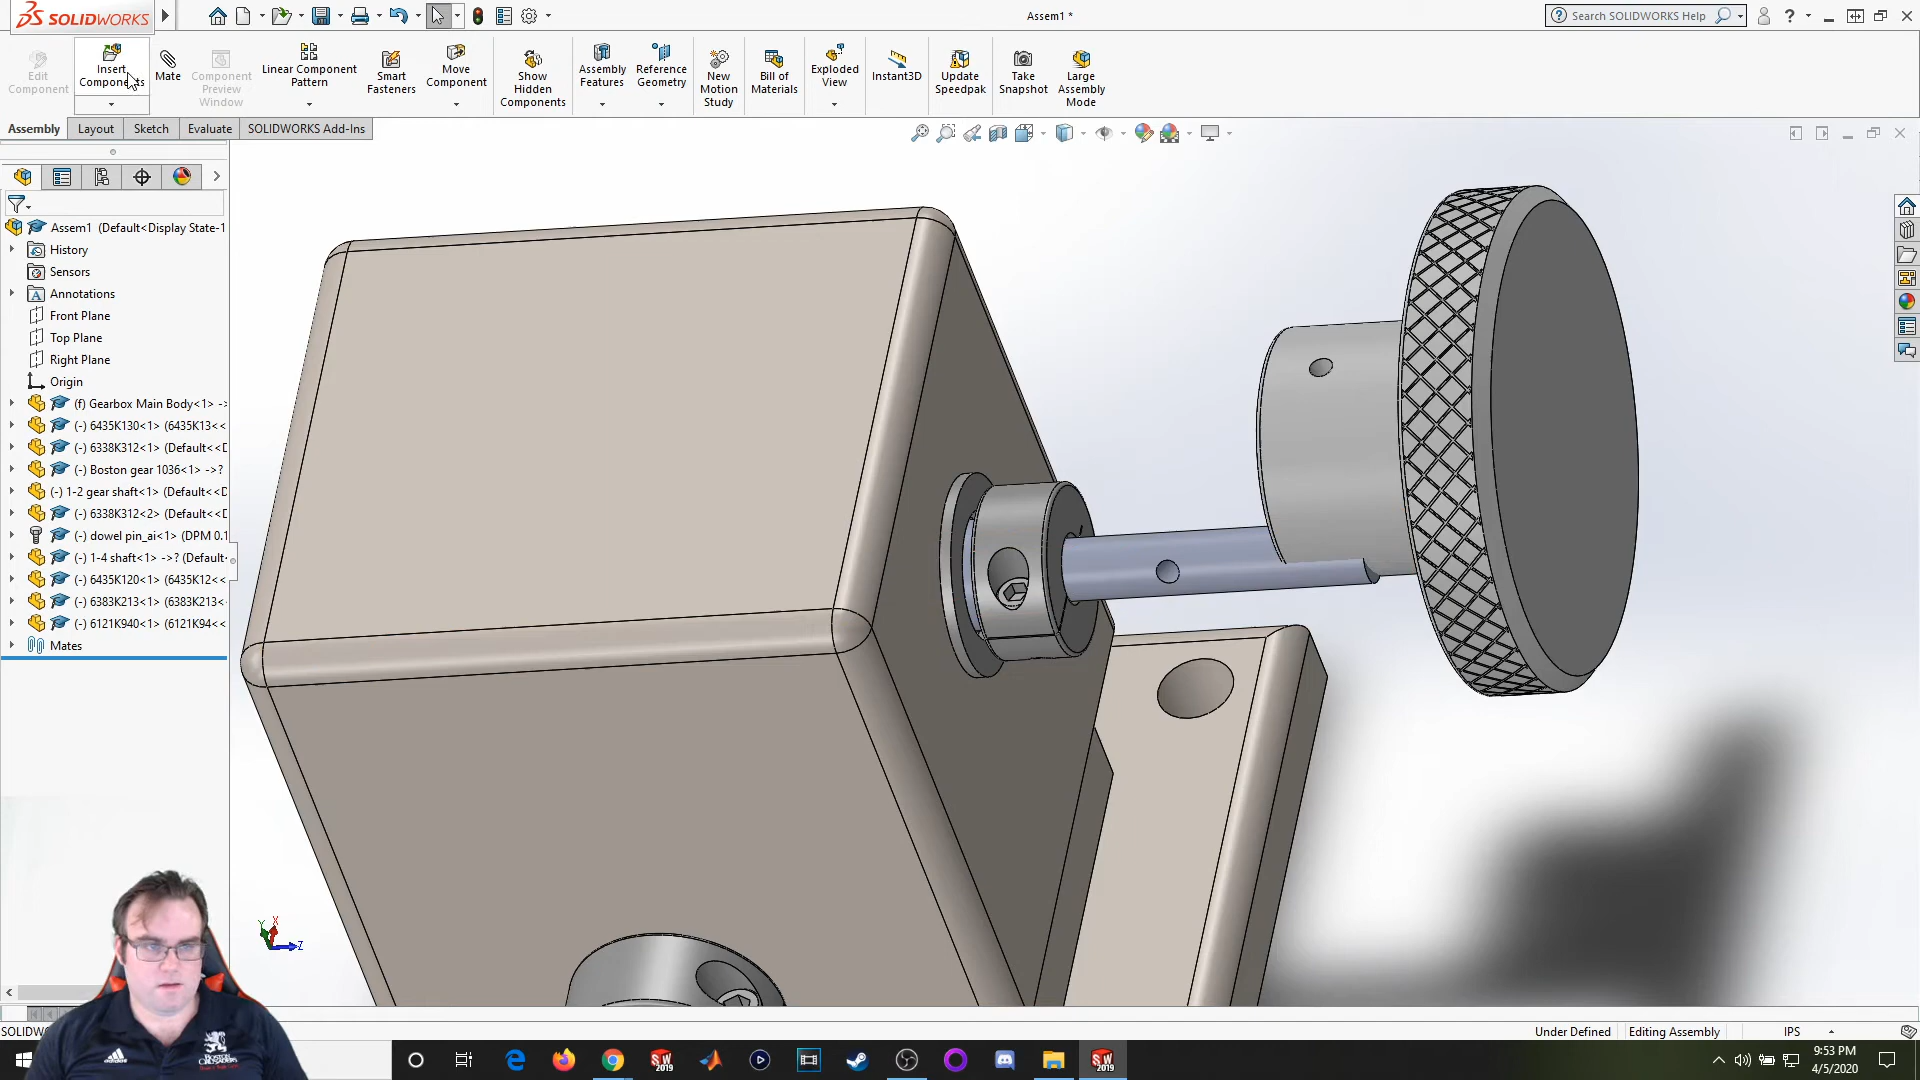 SOLIDWORKS
Assem1 *
Search SOLIDWORKS Help
?
Edit Component
Insert Components
Mate
Component Preview Window
Linear Component Pattern
Smart Fasteners
Move Component
Show Hidden Components
Assembly Features
Reference Geometry
New Motion Study
Bill of Materials
Exploded View
Instant3D
Update Speedpak
Take Snapshot
Large Assembly Mode
Assembly
Layout
Sketch
Evaluate
SOLIDWORKS Add-Ins
Assem1 (Default<Display State-1
History
Sensors
Annotations
Front Plane
Top Plane
Right Plane
Origin
(f) Gearbox Main Body<1> ->
(-) 6435K130<1> (6435K13<<
(-) 6338K312<1> (Default<<D
(-) Boston gear 1036<1> ->?
(-) 1-2 gear shaft<1> (Default<<D
(-) 6338K312<2> (Default<<D
(-) dowel pin_ai<1> (DPM 0.1
(-) 1-4 shaft<1> ->? (Default
(-) 6435K120<1> (6435K12<<
(-) 6383K213<1> (6383K213<
(-) 6121K940<1> (6121K94<<
Mates
Y
X
Z
SOLIDW
Under Defined
Editing Assembly
IPS
adidas
SW
2019
SW
2019
9:53 PM
4/5/2020